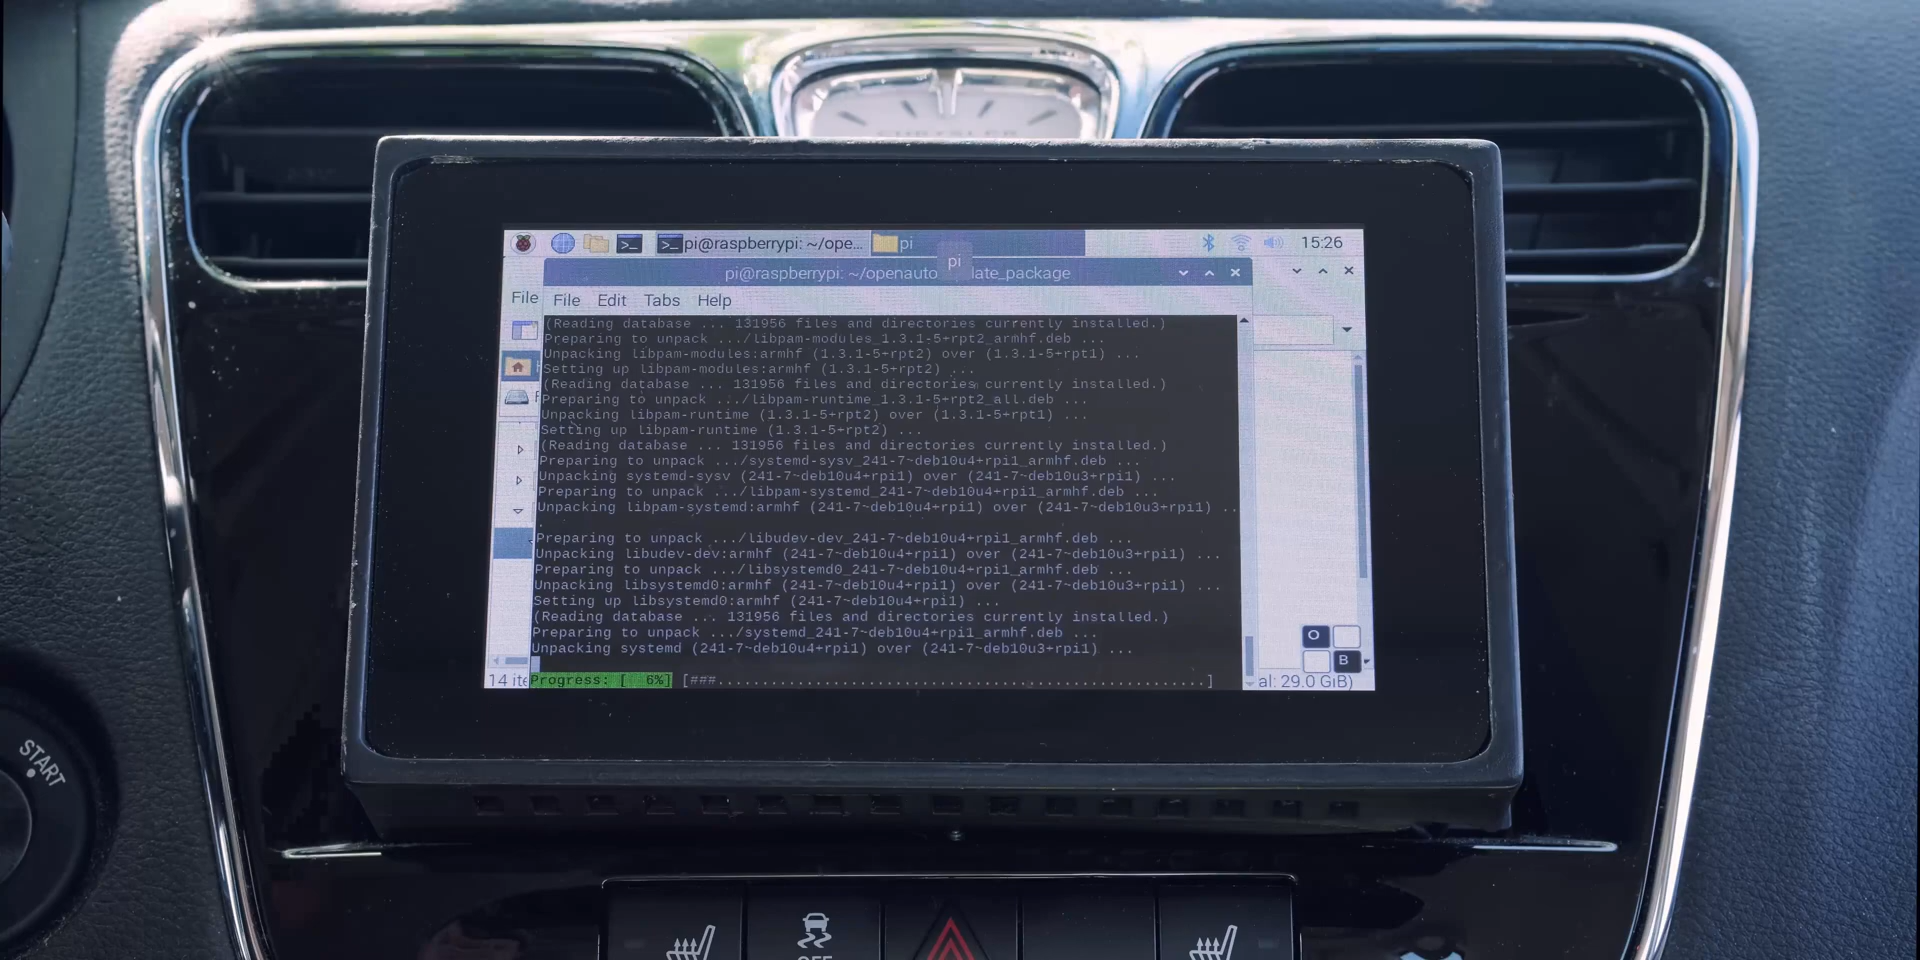 CHRYSLER
pi@raspberrypi: ~/ope...
pi
15:26
pi
pi@raspberrypi: ~/openauto
ate_package
File
File Edit Tabs Help
(Reading database ... 131956 files and directories currently installed.)
Preparing to unpack .../libpam-modules_1.3.1-5+rpt2_armhf.deb ...
Unpacking libpam-modules:armhf (1.3.1-5+rpt2) over (1.3.1-5+rpt1) ...
Setting up libpam-modules:armhf (1.3.1-5+rpt2) ...
(Reading database ... 131956 files and directories currently installed.)
Preparing to unpack .../libpam-runtime_1.3.1-5+rpt2_all.deb ...
Unpacking libpam-runtime (1.3.1-5+rpt2) over (1.3.1-5+rpt1) ...
Setting up libpam-runtime (1.3.1-5+rpt2) ...
(Reading database ... 131956 files and directories currently installed.)
Preparing to unpack .../systemd-sysv_241-7~deb10u4+rpi1_armhf.deb ...
Unpacking systemd-sysv (241-7~deb10u4+rpi1) over (241-7~deb10u3+rpi1) ...
Preparing to unpack .../libpam-systemd_241-7~deb10u4+rpi1_armhf.deb ...
Unpacking libpam-systemd:armhf (241-7~deb10u4+rpi1) over (241-7~deb10u3+rpi1) ..
.
Preparing to unpack .../libudev-dev_241-7~deb10u4+rpi1_armhf.deb ...
Unpacking libudev-dev:armhf (241-7~deb10u4+rpi1) over (241-7~deb10u3+rpi1) ...
Preparing to unpack .../libsystemd0_241-7~deb10u4+rpi1_armhf.deb ...
Unpacking libsystemd0:armhf (241-7~deb10u4+rpi1) over (241-7~deb10u3+rpi1) ...
Setting up libsystemd0:armhf (241-7~deb10u4+rpi1) ...
(Reading database ... 131956 files and directories currently installed.)
Preparing to unpack .../systemd_241-7~deb10u4+rpi1_armhf.deb ...
Unpacking systemd (241-7~deb10u4+rpi1) over (241-7~deb10u3+rpi1) ...
O
B
14 ite
Progress: [  6%] [###.......................................................]
al: 29.0 GiB)
START
OFF